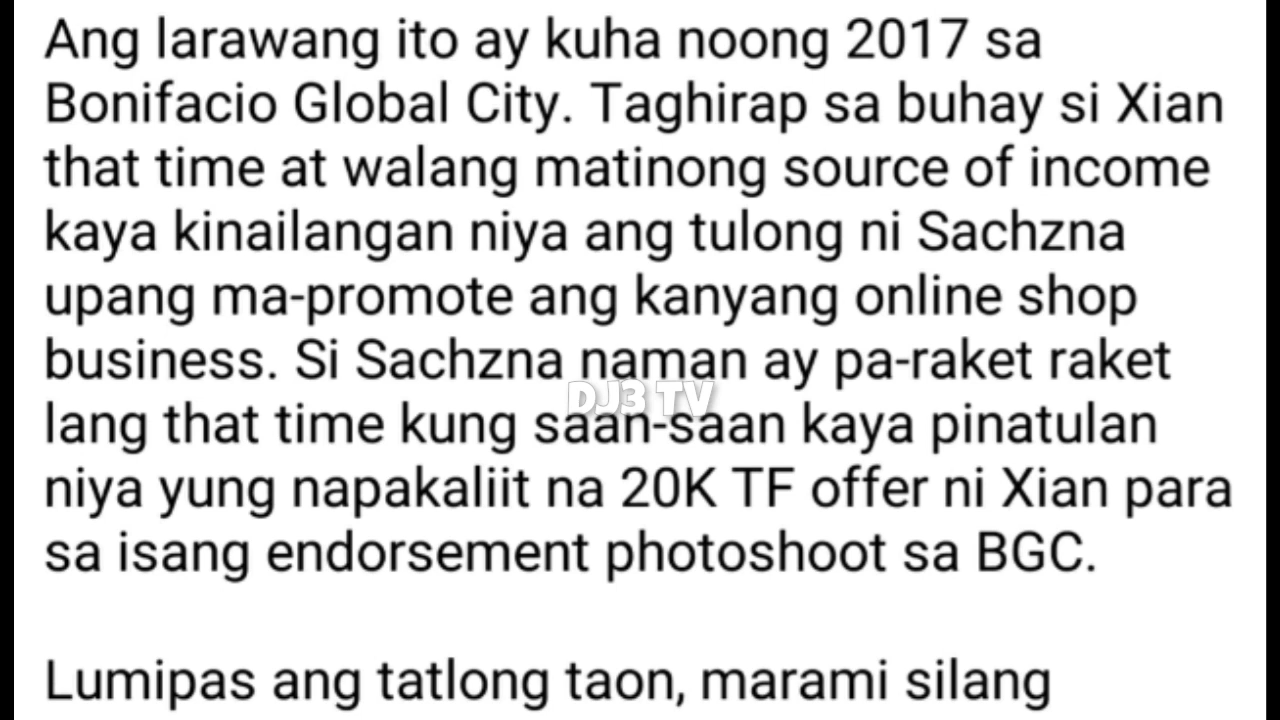 Ang larawang ito ay kuha noong 2017 sa
Bonifacio Global City. Taghirap sa buhay si Xian
that time at walang matinong source of income
kaya kinailangan niya ang tulong ni Sachzna
upang ma-promote ang kanyang online shop
business. Si Sachzna naman ay pa-raket raket
DJ3 TV
lang that time kung saan-saan kaya pinatulan
niya yung napakaliit na 20K TF offer ni Xian para
sa isang endorsement photoshoot sa BGC.
Lumipas ang tatlong taon, marami silang